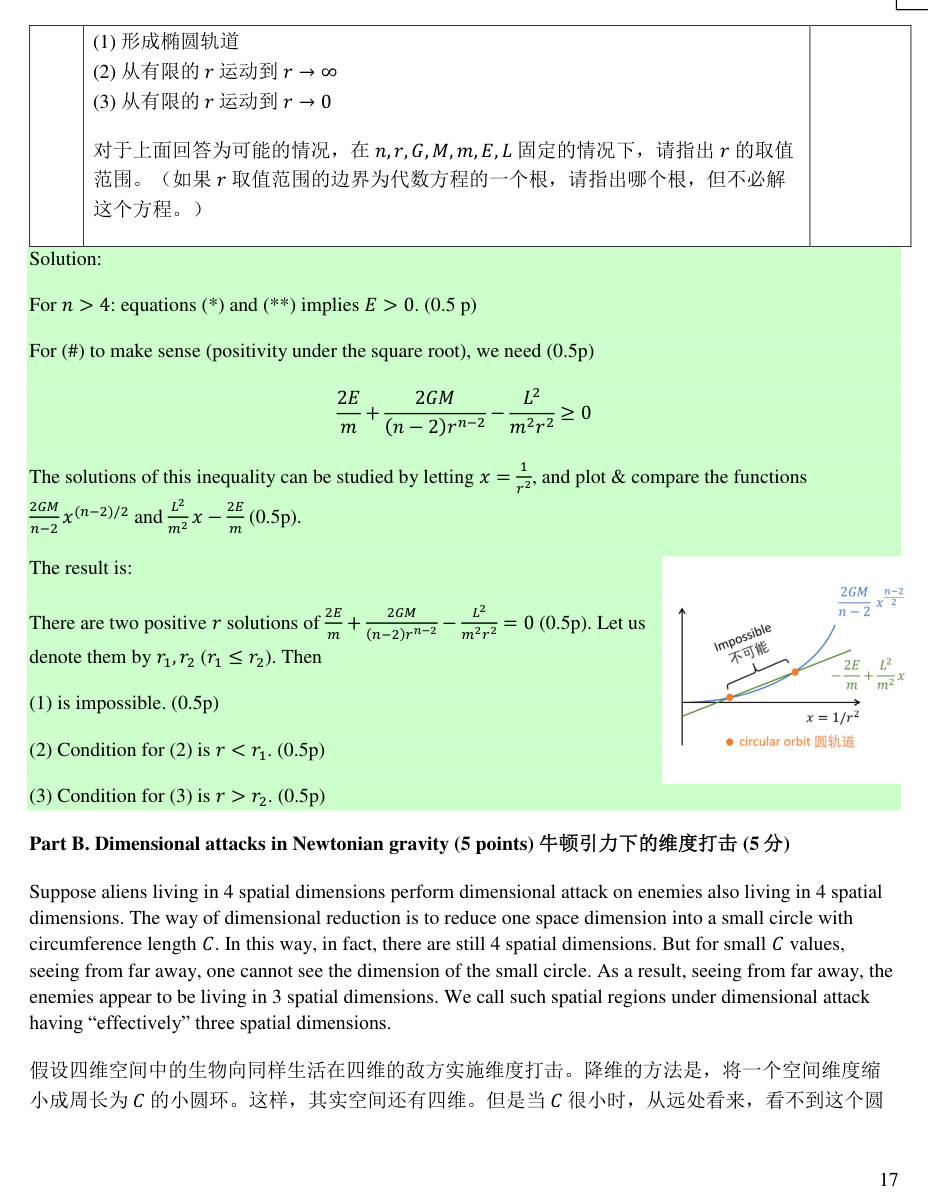 (1) 形成椭圆轨道
(2) 从有限的 r 运动到 r → ∞
(3) 从有限的 r 运动到 r → 0
对于上面回答为可能的情况，在 n, r, G, M, m, E, L 固定的情况下，请指出 r 的取值
范围。（如果 r 取值范围的边界为代数方程的一个根，请指出哪个根，但不必解
这个方程。）
Solution:
For n > 4: equations (*) and (**) implies E > 0. (0.5 p)
For (#) to make sense (positivity under the square root), we need (0.5p)
2E/m + 2GM/((n − 2)r^{n−2}) − L²/(m²r²) ≥ 0
The solutions of this inequality can be studied by letting x = 1/r², and plot & compare the functions
2GM/(n−2) x^{(n−2)/2} and L²/m² x − 2E/m (0.5p).
The result is:
There are two positive r solutions of 2E/m + 2GM/((n−2)r^{n−2}) − L²/(m²r²) = 0 (0.5p). Let us
denote them by r₁, r₂ (r₁ ≤ r₂). Then
(1) is impossible. (0.5p)
(2) Condition for (2) is r < r₁. (0.5p)
(3) Condition for (3) is r > r₂. (0.5p)
2GM/(n − 2) x^{(n−2)/2}
Impossible
不可能
−2E/m + L²/m² x
x = 1/r²
circular orbit 圆轨道
Part B. Dimensional attacks in Newtonian gravity (5 points) 牛顿引力下的维度打击 (5 分)
Suppose aliens living in 4 spatial dimensions perform dimensional attack on enemies also living in 4 spatial
dimensions. The way of dimensional reduction is to reduce one space dimension into a small circle with
circumference length C. In this way, in fact, there are still 4 spatial dimensions. But for small C values,
seeing from far away, one cannot see the dimension of the small circle. As a result, seeing from far away, the
enemies appear to be living in 3 spatial dimensions. We call such spatial regions under dimensional attack
having “effectively” three spatial dimensions.
假设四维空间中的生物向同样生活在四维的敌方实施维度打击。降维的方法是，将一个空间维度缩
小成周长为 C 的小圆环。这样，其实空间还有四维。但是当 C 很小时，从远处看来，看不到这个圆
17